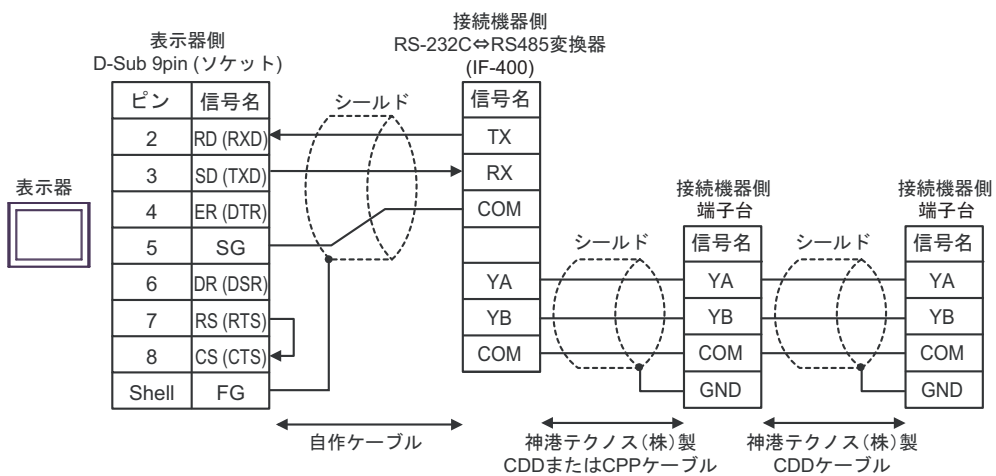 接続機器側
RS-232C⇔RS485変換器
(IF-400)
表示器側
D-Sub 9pin (ソケット)
ピン 信号名
2 RD (RXD)
3 SD (TXD)
4 ER (DTR)
5 SG
6 DR (DSR)
7 RS (RTS)
8 CS (CTS)
Shell FG
表示器
シールド
信号名
TX
RX
COM
YA
YB
COM
シールド
接続機器側
端子台
信号名
YA
YB
COM
GND
シールド
接続機器側
端子台
信号名
YA
YB
COM
GND
自作ケーブル
神港テクノス(株)製
CDDまたはCPPケーブル
神港テクノス(株)製
CDDケーブル